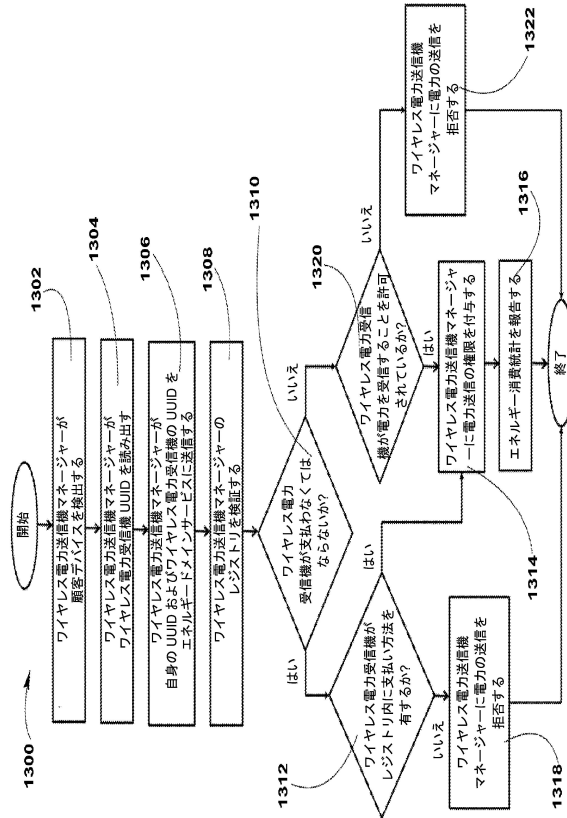 1300
開始
ワイヤレス電力送信機マネージャーが
顧客デバイスを検出する
1302
ワイヤレス電力送信機マネージャーが
ワイヤレス電力受信機 UUID を読み出す
1304
ワイヤレス電力送信機マネージャーが
自身の UUID およびワイヤレス電力受信機の UUID を
エネルギードメインサービスに送信する
1306
ワイヤレス電力送信機マネージャーの
レジストリを検証する
1308
ワイヤレス電力
受信機が支払わなくては
ならないか?
1310
はい
いいえ
ワイヤレス電力受信機が
レジストリ内に支払い方法を
有するか?
1312
はい
いいえ
ワイヤレス電力受信
機が電力を受信することを許可
されているか?
1320
はい
いいえ
ワイヤレス電力送信機マネージャ
ーに電力送信の権限を付与する
1314
エネルギー消費統計を報告する
1316
ワイヤレス電力送信機
マネージャーに電力の送信を
拒否する
1318
ワイヤレス電力送信機
マネージャーに電力の送信を
拒否する
1322
終了